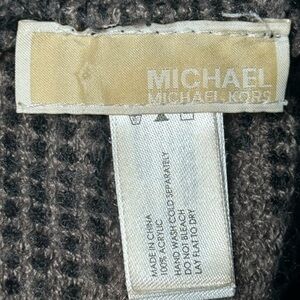 MICHAEL
MICHAEL KORS
MADE IN CHINA
100% ACRYLIC
HAND WASH COLD SEPARATELY
DO NOT BLEACH
LAY FLAT TO DRY